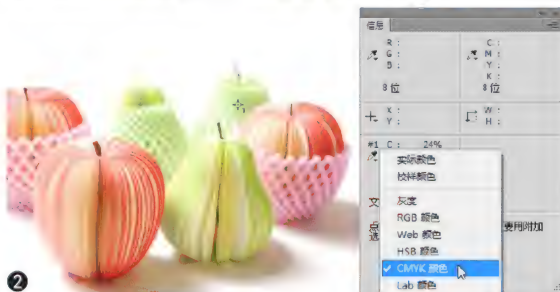 信息
R :
G :
B :
C :
M :
Y :
K :
8 位
8 位
X :
Y :
W :
H :
#1 C : 24%
实际颜色
校样颜色
灰度
RGB 颜色
Web 颜色
HSB 颜色
✓ CMYK 颜色
Lab 颜色
文
点
选
要用附加
2